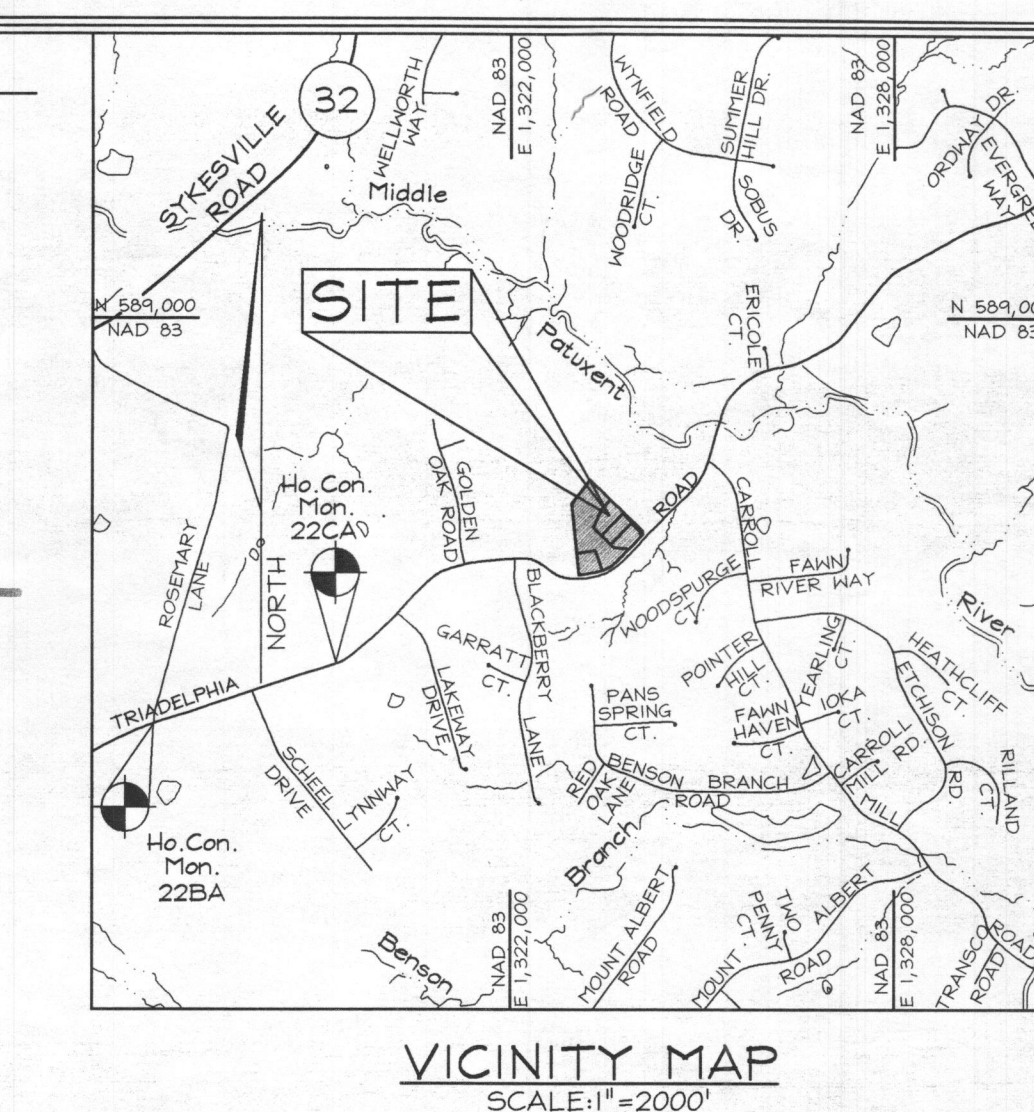 32
SYKESVILLE
ROAD
WELLWORTH
WAY
Middle
NAD 83
E 1,322,000
WYNFIELD
ROAD
WOODRIDGE
CT
SUMMER
HILL DR.
SOBUS
DR
NAD 83
E 1,328,000
ORDWAY DR
EVERGRE
WAY
N 589,000
NAD 83
SITE
Patuxent
ERICOLE
CT
N 589,00
NAD 83
ROSEMARY
LANE
NORTH
Ho.Con.
Mon.
22CA
GOLDEN
OAK ROAD
ROAD
CARROLL
FAWN
RIVER WAY
River
WOODSPURGE
CT
BLACKBERRY
LANE
GARRATT
CT.
LAKEWAY
DRIVE
POINTER
HILL
CT.
YEARLING
CT
HEATHCLIFF
CT.
ETCHISON
RD.
IOKA
CT.
FAWN
HAVEN
CT.
PANS
SPRING
CT.
TRIADELPHIA
SCHEEL
DRIVE
LYNNWAY
CT.
RED
OAK
LANE
BENSON BRANCH
ROAD
CARROLL
MILL RD.
MILL
RILLAND
CT.
Ho.Con.
Mon.
22BA
Branch
Benson
NAD 83
E 1,322,000
MOUNT ALBERT
ROAD
TWO
PENNY
CT
MOUNT ALBERT
ROAD
NAD 83
E 1,328,000
TRANSCO
ROAD
ROAD
VICINITY MAP
SCALE:1"=2000'